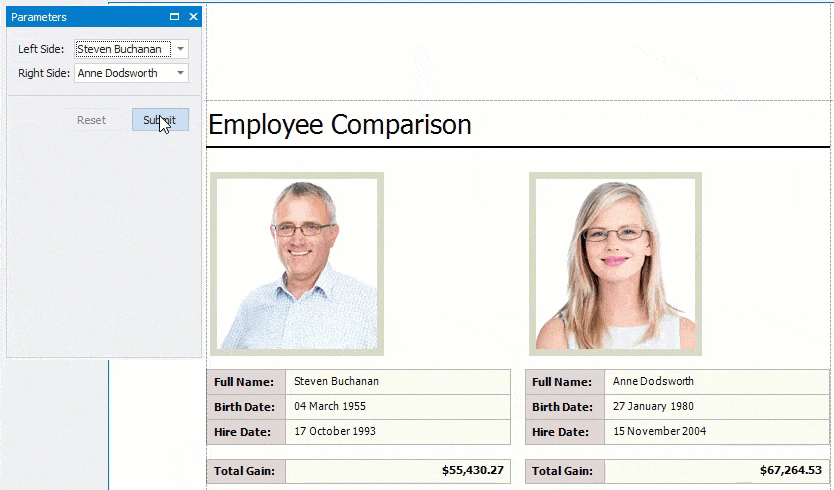 Parameters
Left Side: Steven Buchanan
Right Side: Anne Dodsworth
Reset Submit
Employee Comparison
Full Name: Steven Buchanan
Birth Date: 04 March 1955
Hire Date: 17 October 1993
Total Gain: $55,430.27
Full Name: Anne Dodsworth
Birth Date: 27 January 1980
Hire Date: 15 November 2004
Total Gain: $67,264.53